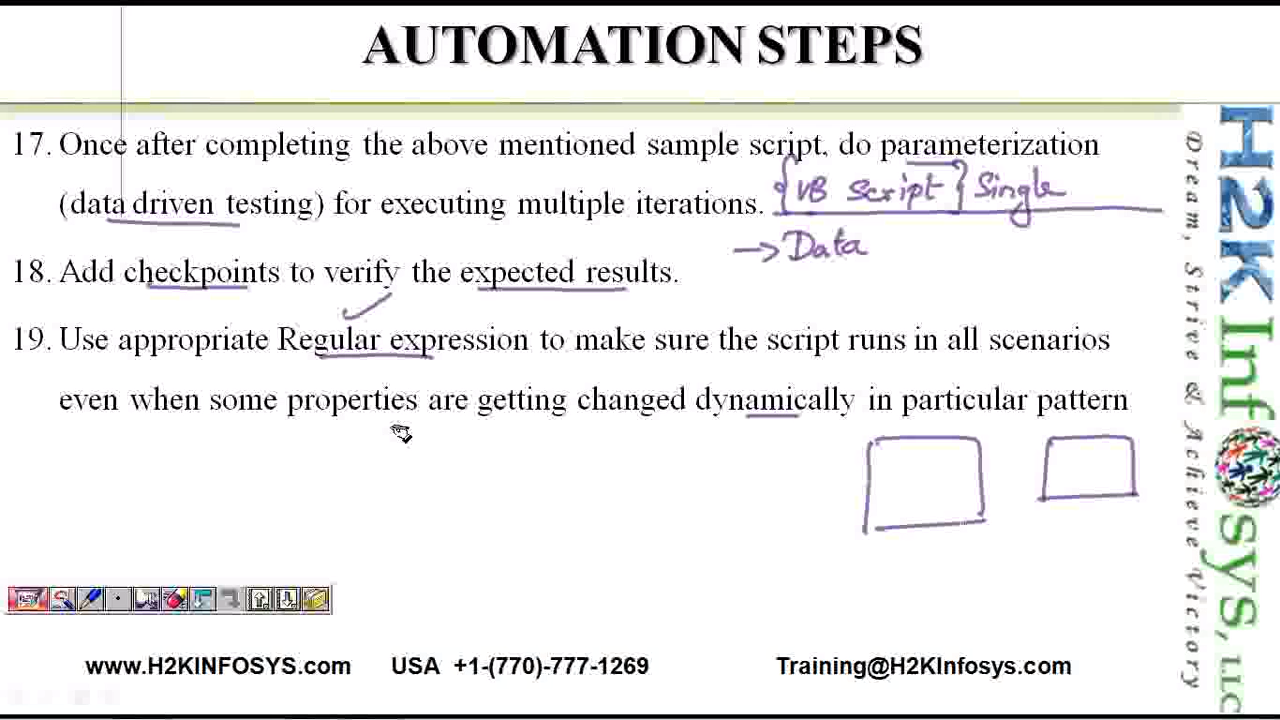 AUTOMATION STEPS
17. Once after completing the above mentioned sample script, do parameterization
(data driven testing) for executing multiple iterations.
{VB Script} Single
→ Data
18. Add checkpoints to verify the expected results.
19. Use appropriate Regular expression to make sure the script runs in all scenarios
even when some properties are getting changed dynamically in particular pattern
H2KInfosys, LLC
Dream, Strive & Achieve Victory
www.H2KINFOSYS.com USA +1-(770)-777-1269 Training@H2KInfosys.com